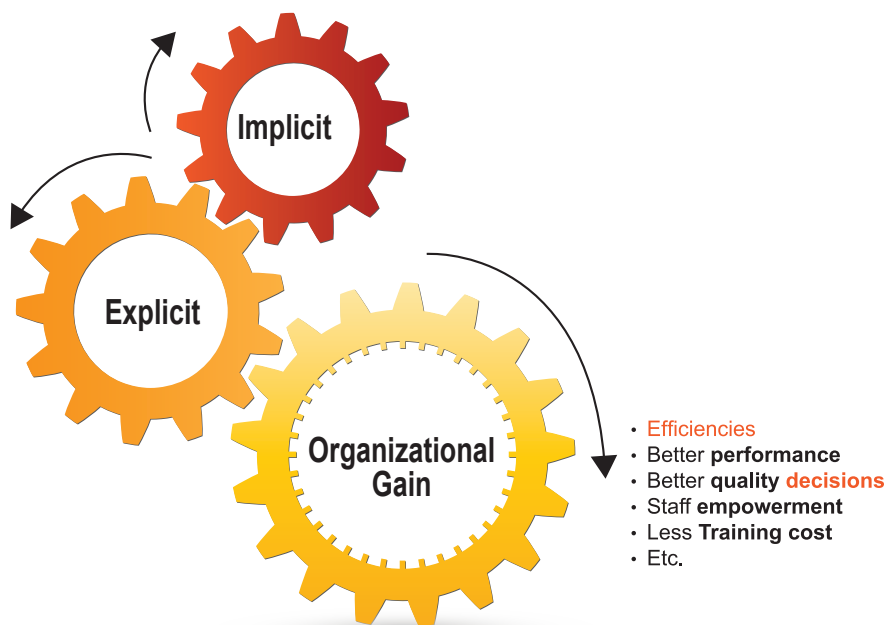 Implicit
Explicit
Organizational
Gain
• Efficiencies
• Better performance
• Better quality decisions
• Staff empowerment
• Less Training cost
• Etc.